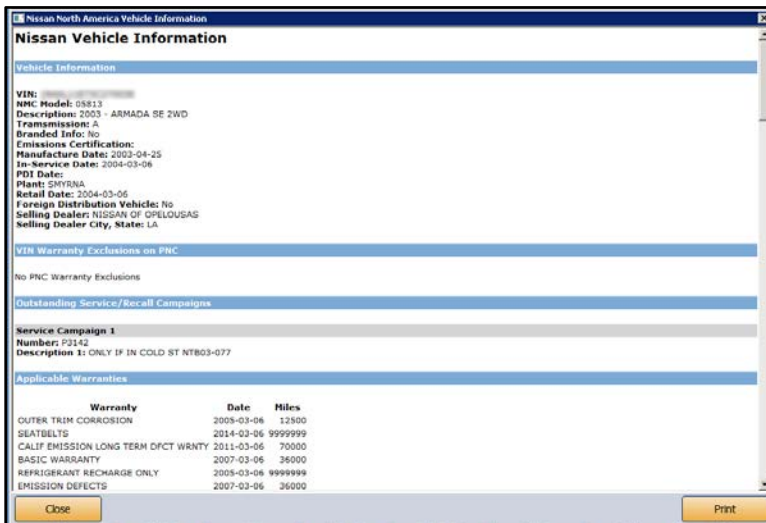 Nissan North America Vehicle Information
Nissan Vehicle Information
Vehicle Information
VIN:
NMC Model: 05813
Description: 2003 - ARMADA SE 2WD
Transmission: A
Branded Info: No
Emissions Certification:
Manufacture Date: 2003-04-25
In-Service Date: 2004-03-06
PDI Date:
Plant: SMYRNA
Retail Date: 2004-03-06
Foreign Distribution Vehicle: No
Selling Dealer: NISSAN OF OPELOUSAS
Selling Dealer City, State: LA
VIN Warranty Exclusions on PNC
No PNC Warranty Exclusions
Outstanding Service/Recall Campaigns
Service Campaign 1
Number: P3142
Description 1: ONLY IF IN COLD ST NTB03-077
Applicable Warranties
Warranty Date Miles
OUTER TRIM CORROSION 2005-03-06 12500
SEATBELTS 2014-03-06 9999999
CALIF EMISSION LONG TERM DFCT WRNTY 2011-03-06 70000
BASIC WARRANTY 2007-03-06 36000
REFRIGERANT RECHARGE ONLY 2005-03-06 9999999
EMISSION DEFECTS 2007-03-06 36000
Close Print